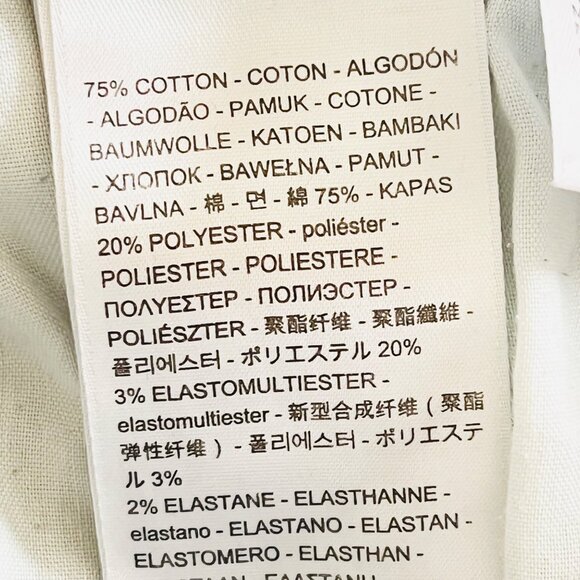 75% COTTON - COTON - ALGODÓN
- ALGODÃO - PAMUK - COTONE -
BAUMWOLLE - KATOEN - BAMBAKI
- ХЛОПОК - BAWEŁNA - PAMUT -
BAVLNA - 棉 - 면 - 綿 75% - KAPAS
20% POLYESTER - poliéster -
POLIESTER - POLIESTERE -
ΠΟΛΥΕΣΤΕΡ - ПОЛИЭСТЕР -
POLIÉSZTER - 聚酯纤维 - 聚酯纖維 -
폴리에스터 - ポリエステル 20%
3% ELASTOMULTIESTER -
elastomultiester - 新型合成纤维 ( 聚酯
弹性纤维 ) - 폴리에스터 - ポリエステ
ル 3%
2% ELASTANE - ELASTHANNE -
elastano - ELASTANO - ELASTAN -
ELASTOMERO - ELASTHAN -